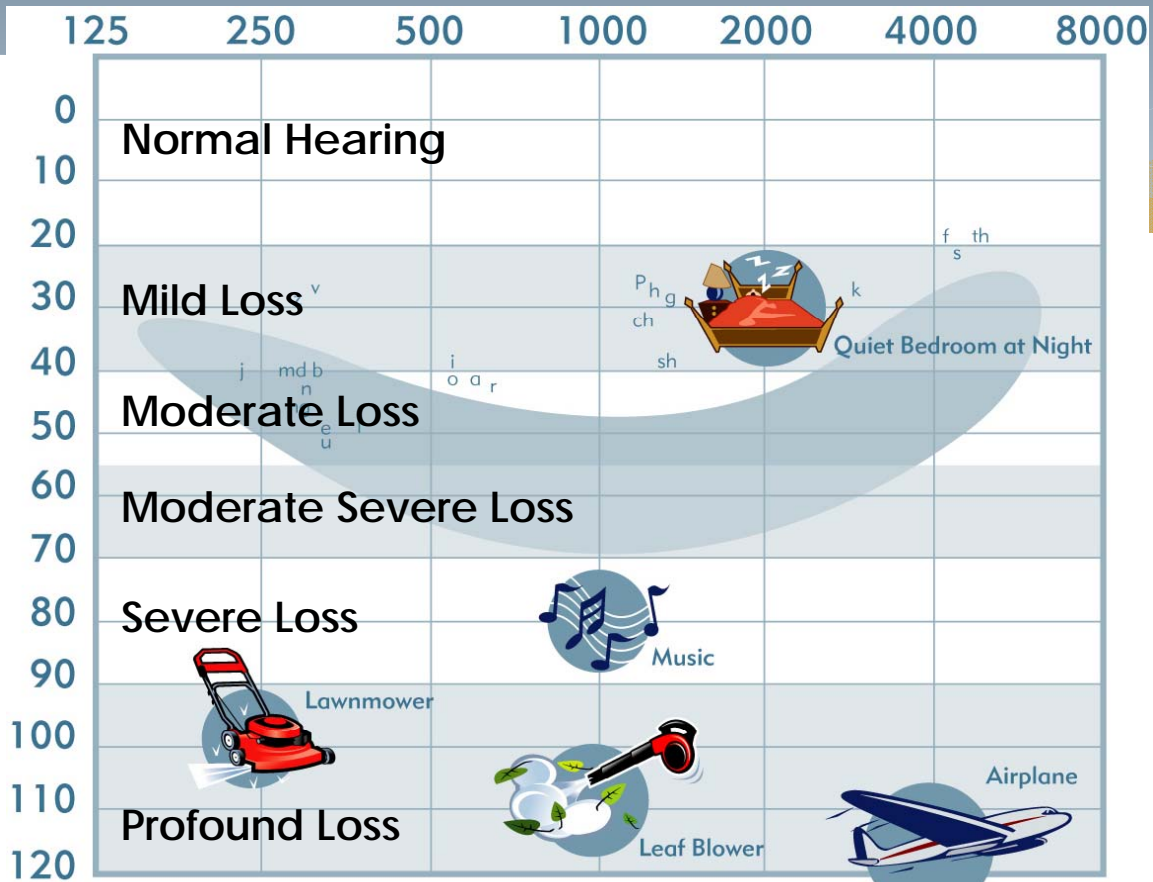 125 250 500 1000 2000 4000 8000
0
Normal Hearing
10
20
f th
s
Mild Loss
v
30
P h g
k
ch
z z z
Quiet Bedroom at Night
sh
40
j md b
i
n
o a r
Moderate Loss
50
e
u
60
Moderate Severe Loss
70
80
Severe Loss
Music
90
Lawnmower
100
110
Airplane
Profound Loss
Leaf Blower
120